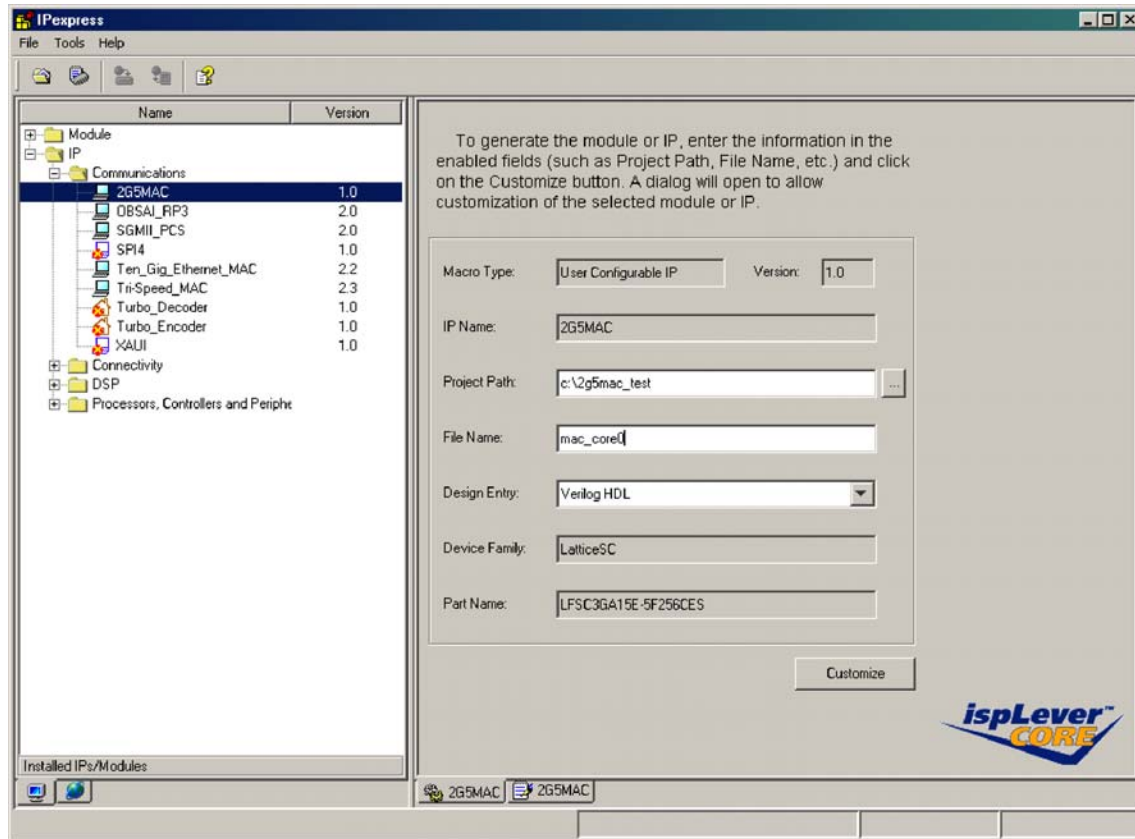 IPexpress
File Tools Help
Name Version
Module
IP
Communications
2G5MAC 1.0
OBSAI_RP3 2.0
SGMII_PCS 2.0
SPI4 1.0
Ten_Gig_Ethernet_MAC 2.2
Tri-Speed_MAC 2.3
Turbo_Decoder 1.0
Turbo_Encoder 1.0
XAUI 1.0
Connectivity
DSP
Processors, Controllers and Periphe
Installed IPs/Modules
To generate the module or IP, enter the information in the
enabled fields (such as Project Path, File Name, etc.) and click
on the Customize button. A dialog will open to allow
customization of the selected module or IP.
Macro Type: User Configurable IP Version: 1.0
IP Name: 2G5MAC
Project Path: c:\2g5mac_test ...
File Name: mac_core0
Design Entry: Verilog HDL
Device Family: LatticeSC
Part Name: LFSC3GA15E-5F256CES
Customize
ispLever™
CORE
2G5MAC 2G5MAC